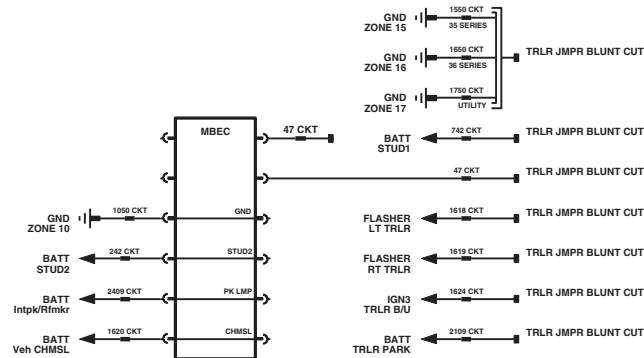 1550 CKT
GND
ZONE 15
35 SERIES
TRLR JMPR BLUNT CUT
1650 CKT
GND
ZONE 16
36 SERIES
1750 CKT
GND
ZONE 17
UTILITY
MBEC
47 CKT
742 CKT
BATT
STUD1
TRLR JMPR BLUNT CUT
47 CKT
TRLR JMPR BLUNT CUT
1050 CKT
GND
ZONE 10
GND
1618 CKT
FLASHER
LT TRLR
TRLR JMPR BLUNT CUT
242 CKT
BATT
STUD2
STUD2
1619 CKT
FLASHER
RT TRLR
TRLR JMPR BLUNT CUT
2409 CKT
BATT
Intpk/Rfmkr
PK LMP
1624 CKT
IGN3
TRLR B/U
TRLR JMPR BLUNT CUT
1620 CKT
BATT
Veh CHMSL
CHMSL
2109 CKT
BATT
TRLR PARK
TRLR JMPR BLUNT CUT